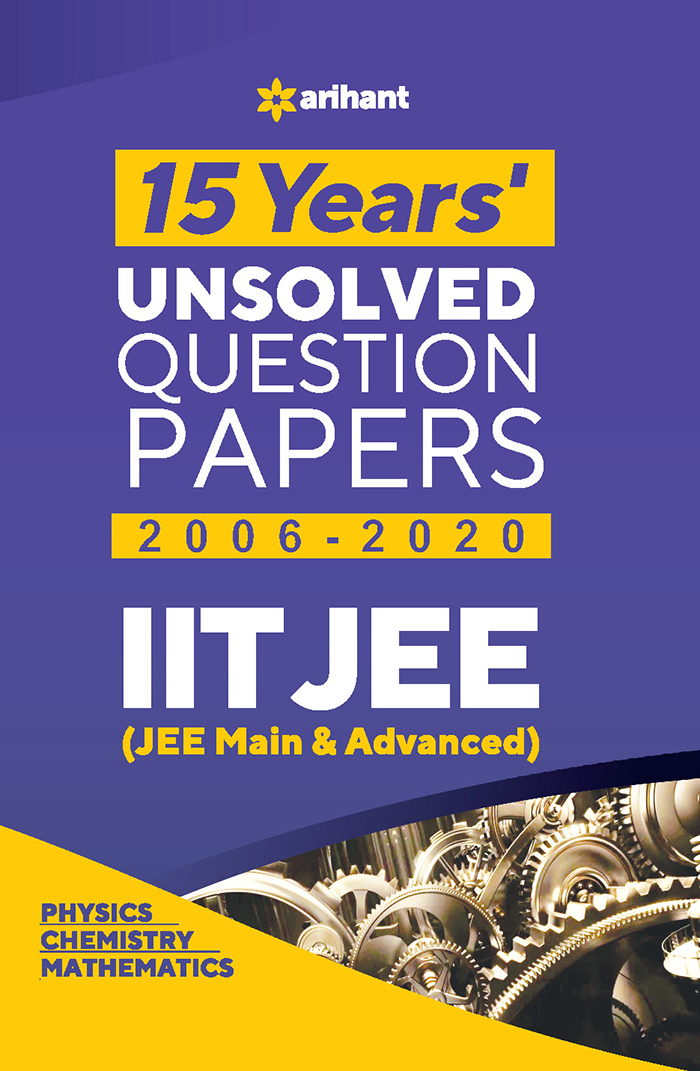 arihant
15 Years'
UNSOLVED
QUESTION
PAPERS
2006-2020
IIT JEE
(JEE Main & Advanced)
PHYSICS
CHEMISTRY
MATHEMATICS